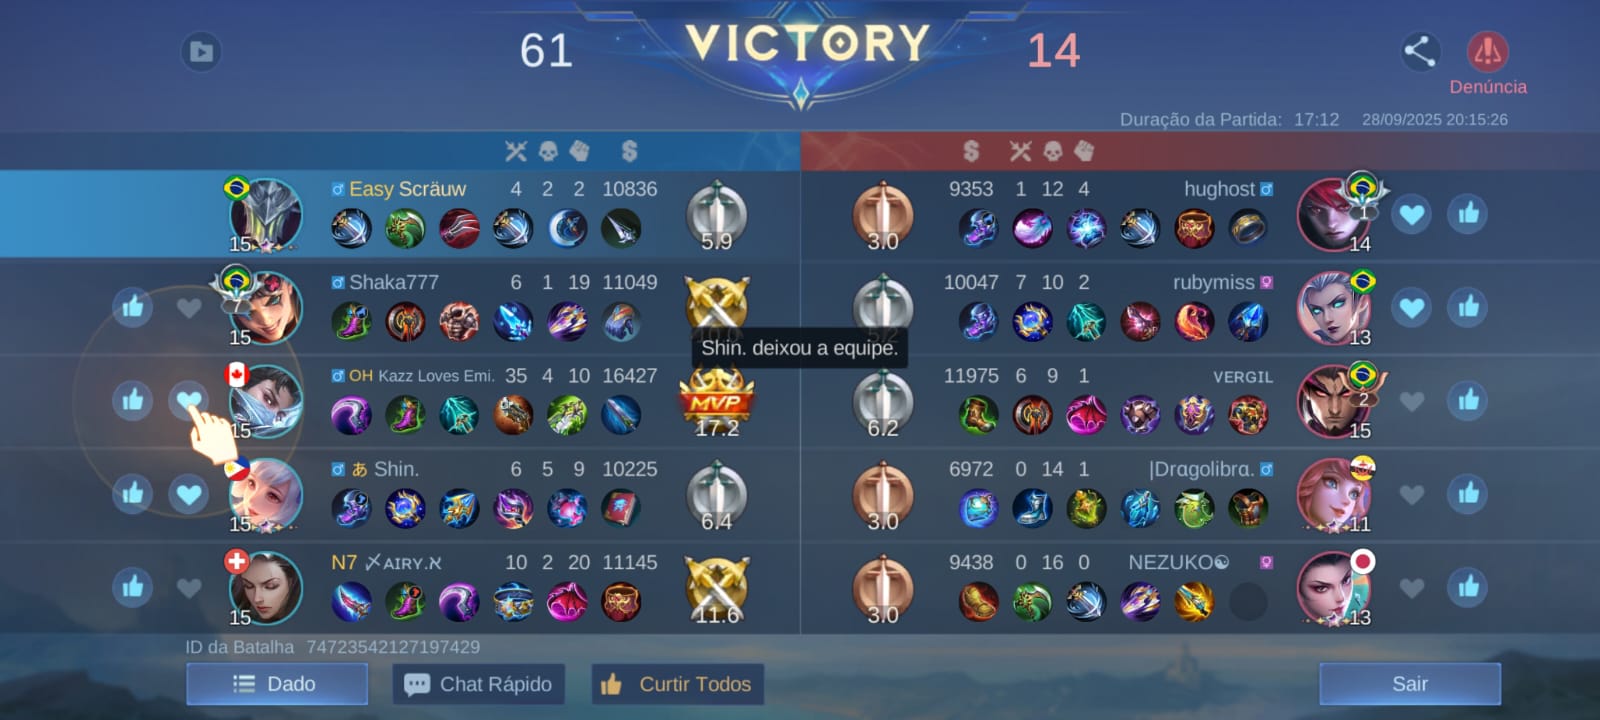 61 VICTORY 14
Denúncia
Duração da Partida: 17:12 28/09/2025 20:15:26
Easy Scräuw 4 2 2 10836
15 5.9
9353 1 12 4 hughost
3.0 1 14
Shaka777 6 1 19 11049
7 15
10047 7 10 2 rubymiss
13
Shin. deixou a equipe.
OH Kazz Loves Emi. 35 4 10 16427
15 MVP 17.2
11975 6 9 1 VERGIL
6.2 2 15
あ Shin. 6 5 9 10225
15 6.4
6972 0 14 1 |Dragolibra.
3.0 11
N7 〆AIRY.א 10 2 20 11145
15 11.6
9438 0 16 0 NEZUKO☯
3.0 13
ID da Batalha 747235421271974​29
Dado Chat Rápido Curtir Todos Sair